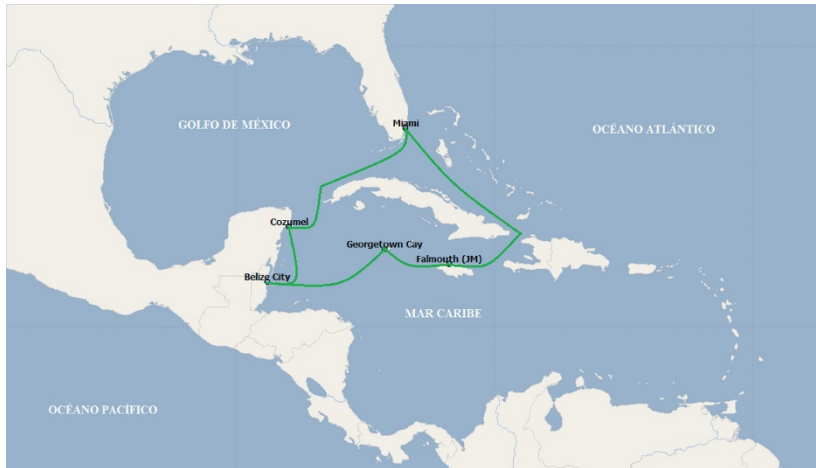 Miami
GOLFO DE MÉXICO
OCÉANO ATLÁNTICO
Cozumel
Georgetown Cay
Falmouth (JM)
Belize City
MAR CARIBE
OCÉANO PACÍFICO